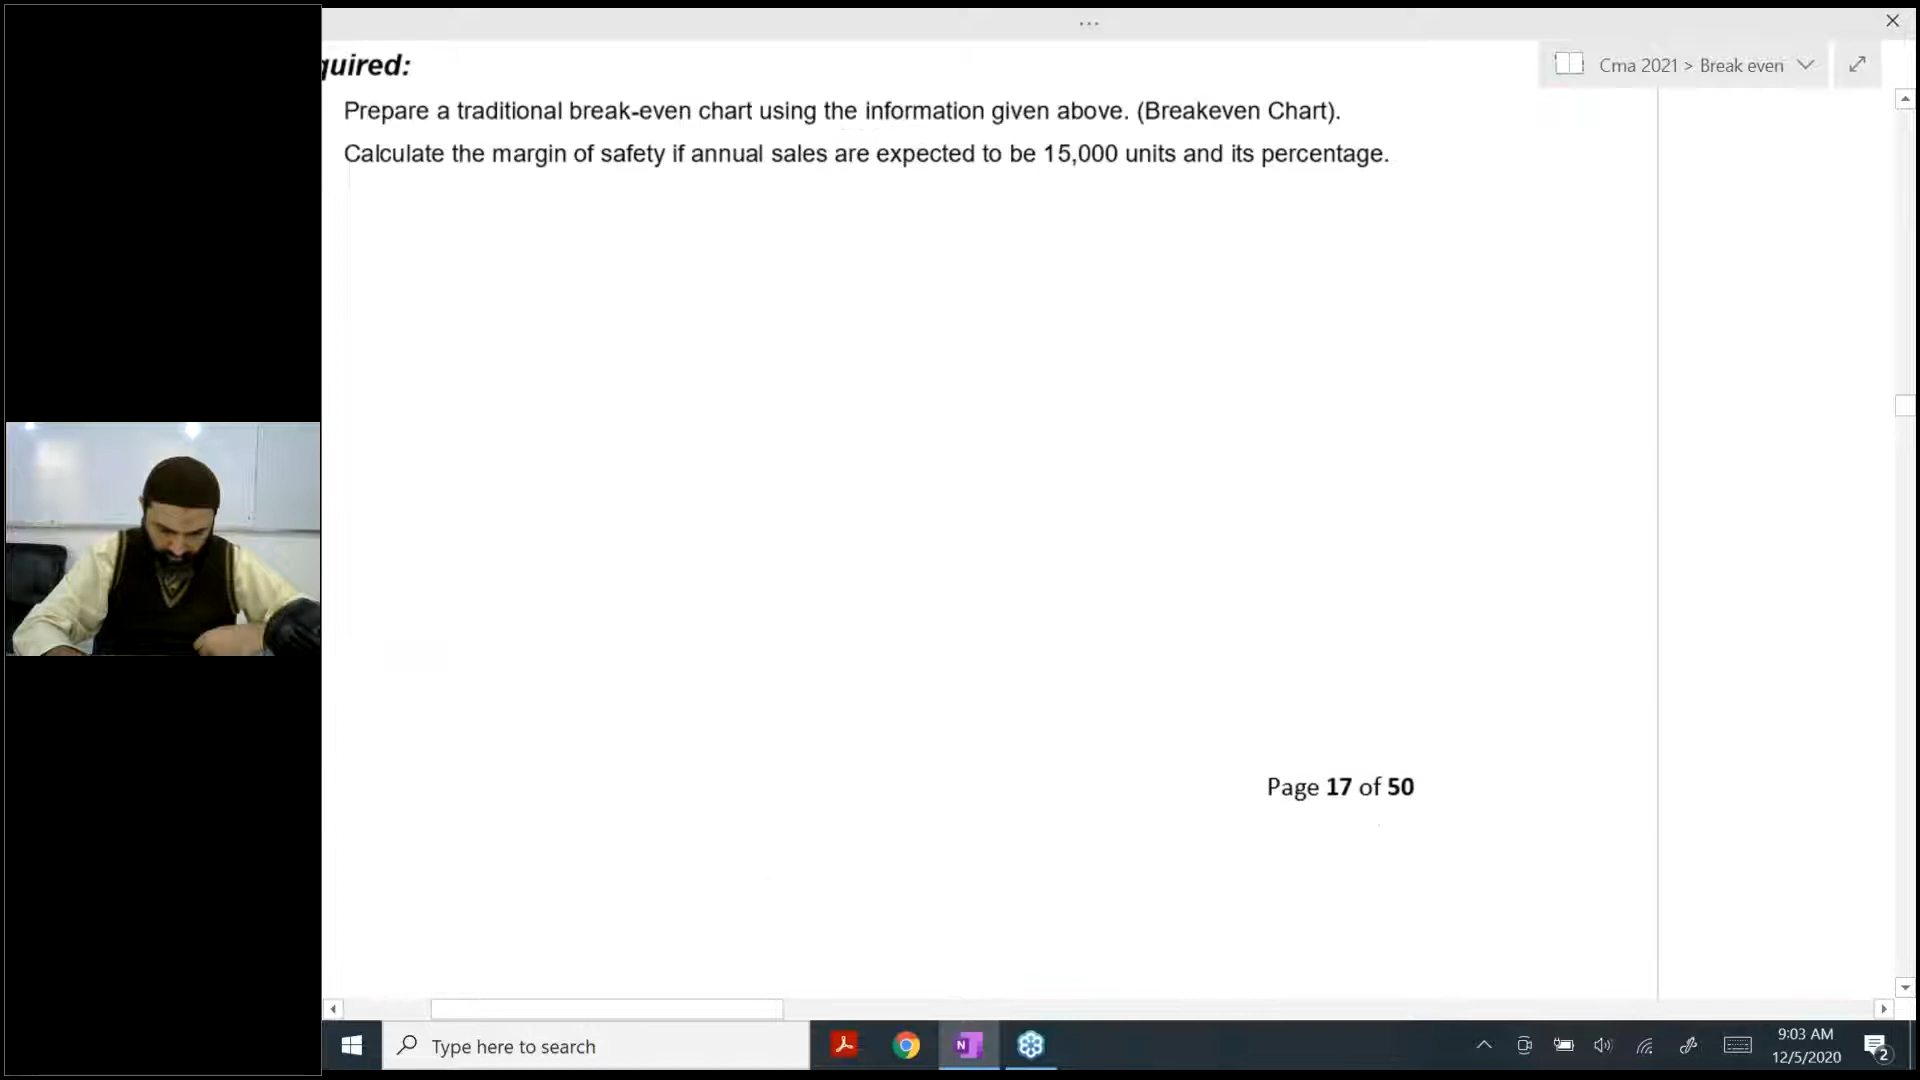 ...
Cma 2021 > Break even
quired:
Prepare a traditional break-even chart using the information given above. (Breakeven Chart).
Calculate the margin of safety if annual sales are expected to be 15,000 units and its percentage.
Page 17 of 50
Type here to search
N
9:03 AM
12/5/2020
2